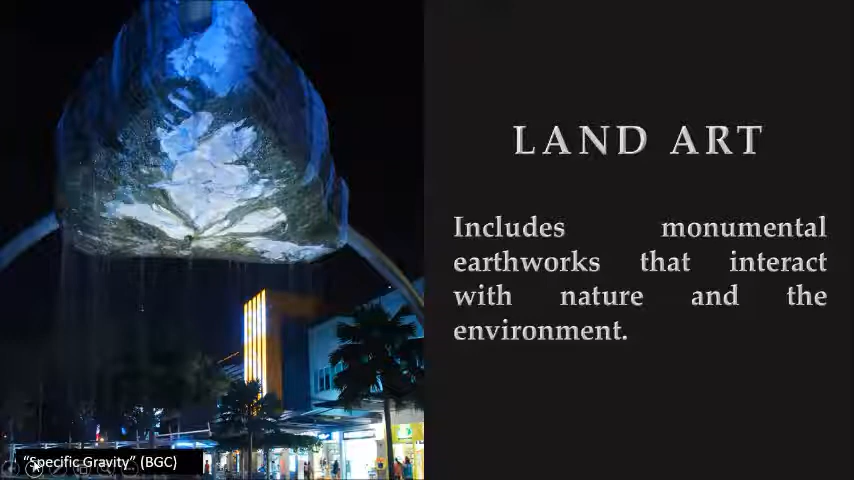 LAND ART
Includes monumental
earthworks that interact
with nature and the
environment.
“Specific Gravity” (BGC)